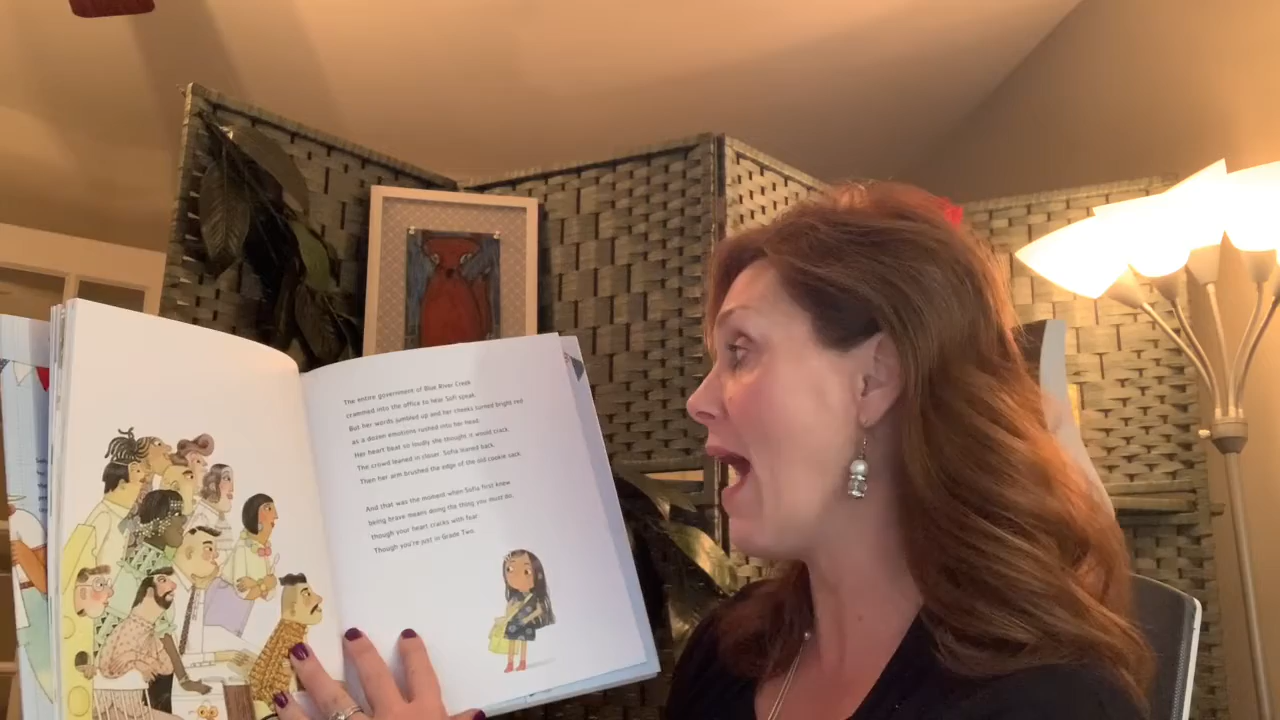 The entire government of Blue River Creek
crammed into the office to hear Sofi speak.
But her words jumbled up and her cheeks turned bright red
as a dozen emotions rushed into her head.
Her heart beat so loudly she thought it would crack.
The crowd leaned in closer. Sofia leaned back.
Then her arm brushed the edge of the old cookie sack.
And that was the moment when Sofia first knew
being brave means doing the thing you must do,
though your heart cracks with fear.
Though you're just in Grade Two.